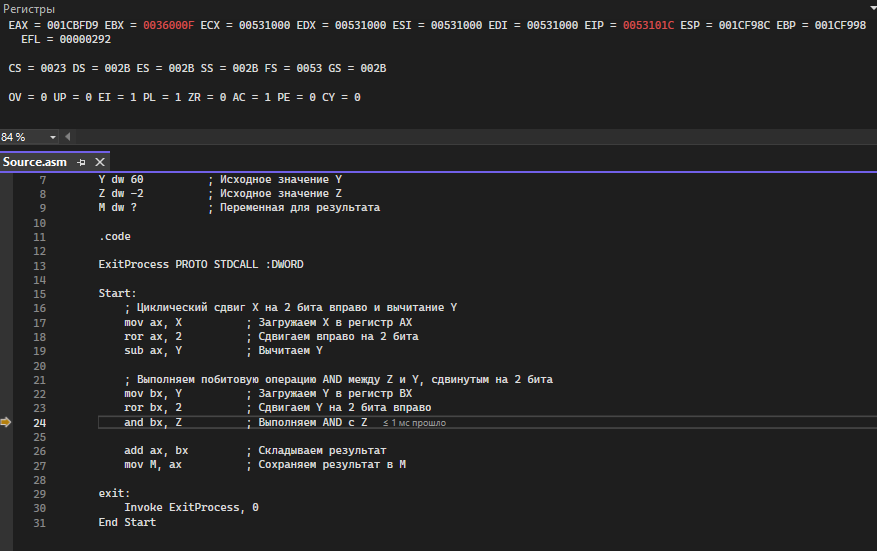 Регистры
EAX = 001CBFD9 EBX = 0036000F ECX = 00531000 EDX = 00531000 ESI = 00531000 EDI = 00531000 EIP = 0053101C ESP = 001CF98C EBP = 001CF998
EFL = 00000292
CS = 0023 DS = 002B ES = 002B SS = 002B FS = 0053 GS = 002B
OV = 0 UP = 0 EI = 1 PL = 1 ZR = 0 AC = 1 PE = 0 CY = 0
84 %
Source.asm
7 Y dw 60 ; Исходное значение Y
8 Z dw -2 ; Исходное значение Z
9 M dw ? ; Переменная для результата
10
11 .code
12
13 ExitProcess PROTO STDCALL :DWORD
14
15 Start:
16 ; Циклический сдвиг X на 2 бита вправо и вычитание Y
17 mov ax, X ; Загружаем X в регистр AX
18 ror ax, 2 ; Сдвигаем вправо на 2 бита
19 sub ax, Y ; Вычитаем Y
20
21 ; Выполняем побитовую операцию AND между Z и Y, сдвинутым на 2 бита
22 mov bx, Y ; Загружаем Y в регистр BX
23 ror bx, 2 ; Сдвигаем Y на 2 бита вправо
24 and bx, Z ; Выполняем AND с Z ≤ 1 мс прошло
25
26 add ax, bx ; Складываем результат
27 mov M, ax ; Сохраняем результат в M
28
29 exit:
30 Invoke ExitProcess, 0
31 End Start